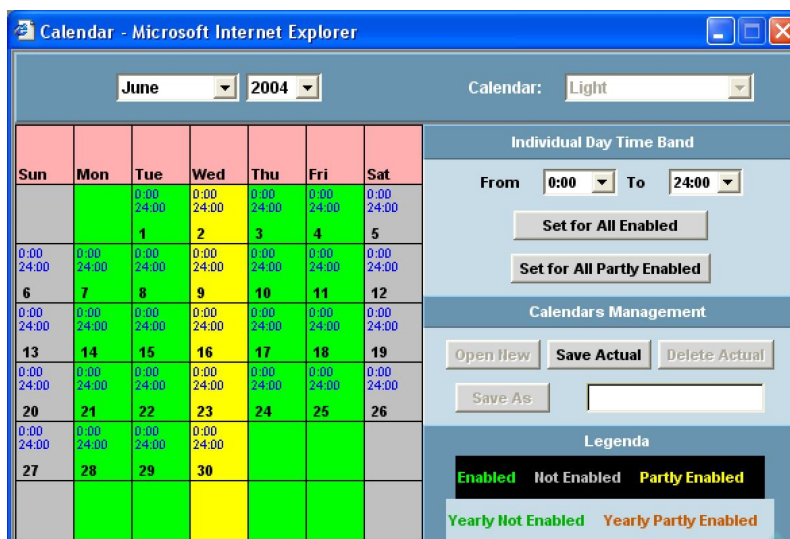 Calendar - Microsoft Internet Explorer
June 2004 Calendar: Light
Individual Day Time Band
From 0:00 To 24:00
Set for All Enabled
Set for All Partly Enabled
Calendars Management
Open New Save Actual Delete Actual
Save As
Legenda
Enabled Not Enabled Partly Enabled
Yearly Not Enabled Yearly Partly Enabled
Sun Mon Tue Wed Thu Fri Sat
0:00 0:00 0:00 0:00 0:00
24:00 24:00 24:00 24:00 24:00
1 2 3 4 5
0:00 0:00 0:00 0:00 0:00 0:00 0:00
24:00 24:00 24:00 24:00 24:00 24:00 24:00
6 7 8 9 10 11 12
0:00 0:00 0:00 0:00 0:00 0:00 0:00
24:00 24:00 24:00 24:00 24:00 24:00 24:00
13 14 15 16 17 18 19
0:00 0:00 0:00 0:00 0:00 0:00 0:00
24:00 24:00 24:00 24:00 24:00 24:00 24:00
20 21 22 23 24 25 26
0:00 0:00 0:00 0:00
24:00 24:00 24:00 24:00
27 28 29 30